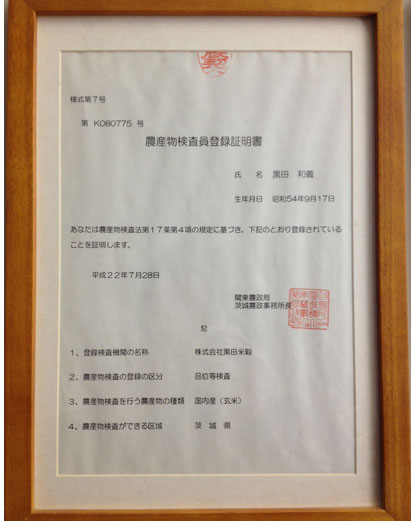 様式第7号
第 K080775 号
農産物検査員登録証明書
氏 名 黒田 和義
生年月日 昭和54年9月17日
あなたは農産物検査法第17条第4項の規定に基づき、下記のとおり登録されている
ことを証明します。
平成22年7月28日
関東農政局
茨城農政事務所長
記
1、登録検査機関の名称 株式会社黒田米穀
2、農産物検査の登録の区分 品位等検査
3、農産物検査を行う農産物の種類 国内産（玄米）
4、農産物検査ができる区域 茨 城 県